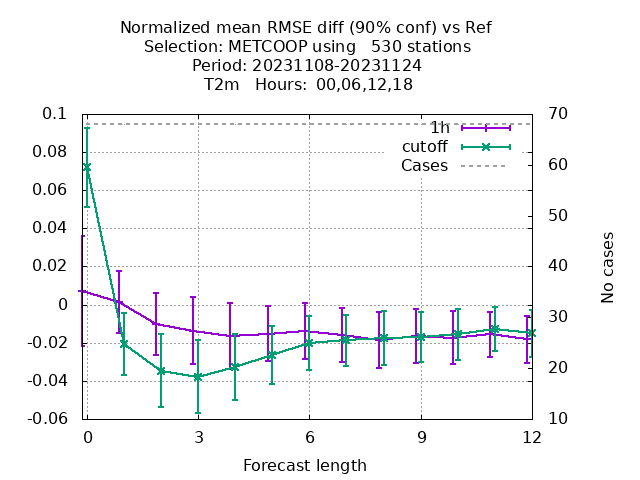 Normalized mean RMSE diff (90% conf) vs Ref
Selection: METCOOP using   530 stations
Period: 20231108-20231124
T2m   Hours:  00,06,12,18
0.1
0.08
0.06
0.04
0.02
0
-0.02
-0.04
-0.06
70
60
50
40
30
20
10
No cases
1h
cutoff
Cases
0
3
6
9
12
Forecast length